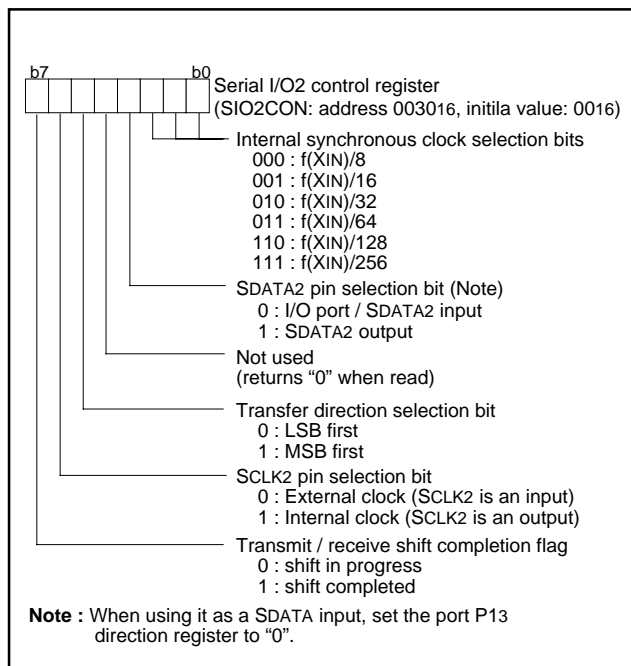 b7 b0
Serial I/O2 control register
(SIO2CON: address 003016, initila value: 0016)
Internal synchronous clock selection bits
000 : f(XIN)/8
001 : f(XIN)/16
010 : f(XIN)/32
011 : f(XIN)/64
110 : f(XIN)/128
111 : f(XIN)/256
SDATA2 pin selection bit (Note)
0 : I/O port / SDATA2 input
1 : SDATA2 output
Not used
(returns “0” when read)
Transfer direction selection bit
0 : LSB first
1 : MSB first
SCLK2 pin selection bit
0 : External clock (SCLK2 is an input)
1 : Internal clock (SCLK2 is an output)
Transmit / receive shift completion flag
0 : shift in progress
1 : shift completed
Note : When using it as a SDATA input, set the port P13
direction register to “0”.